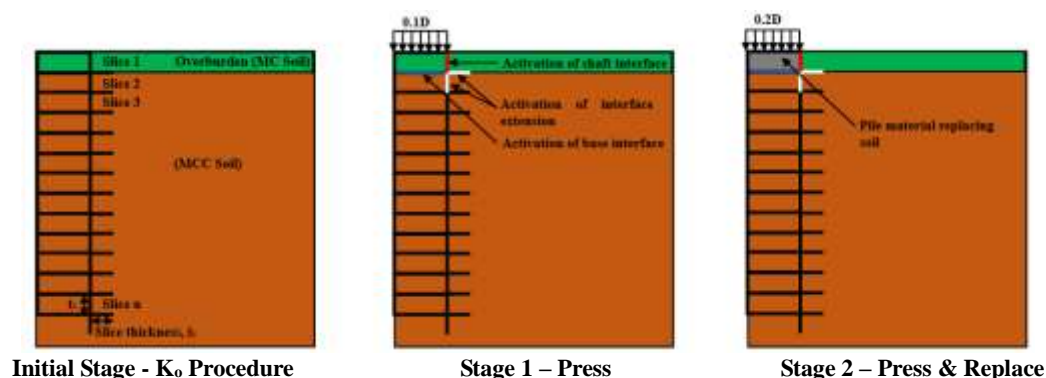 0.1D
0.2D
Slice 1
Overburden (MC Soil)
Slice 2
Slice 3
(MCC Soil)
Slice n
Slice thickness,
Activation of shaft interface
Activation of interface
extension
Activation of base interface
Pile material replacing
soil
Initial Stage - K₀ Procedure
Stage 1 – Press
Stage 2 – Press & Replace